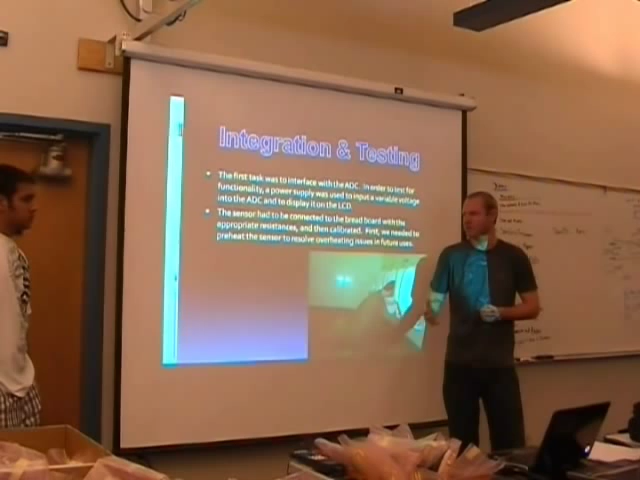 Integration & Testing
• The first task was to interface with the ADC. In order to test for
functionality, a power supply was used to input a variable voltage
into the ADC and to display it on the LCD.
• The sensor had to be connected to the bread board with the
appropriate resistances, and then calibrated. First, we needed to
preheat the sensor to resolve overheating issues in future uses.